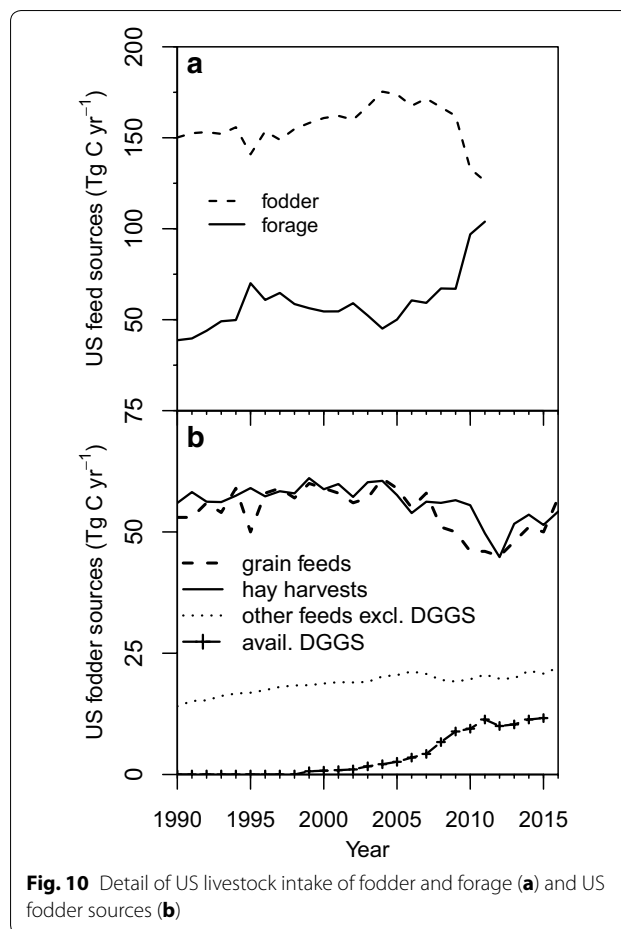 a
US feed sources (Tg C yr⁻¹)
200
150
100
50
75
fodder
forage
b
US fodder sources (Tg C yr⁻¹)
50
25
0
grain feeds
hay harvests
other feeds excl. DGGS
avail. DGGS
1990 1995 2000 2005 2010 2015
Year
Fig. 10 Detail of US livestock intake of fodder and forage (a) and US
fodder sources (b)